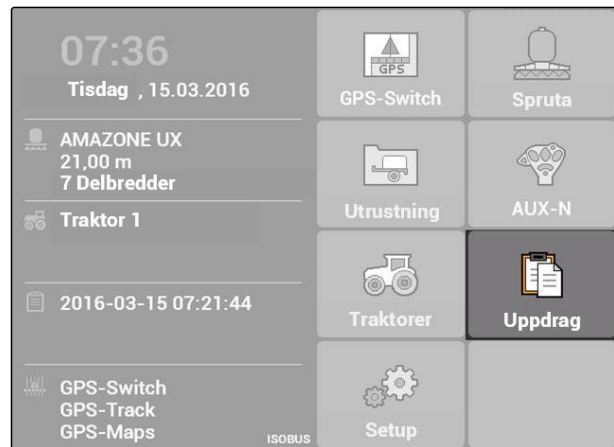 07:36
Tisdag , 15.03.2016
AMAZONE UX
21,00 m
7 Delbredder
Traktor 1
2016-03-15 07:21:44
GPS-Switch
GPS-Track
GPS-Maps
ISOBUS
GPS
GPS-Switch
Spruta
Utrustning
AUX-N
Traktorer
Uppdrag
Setup